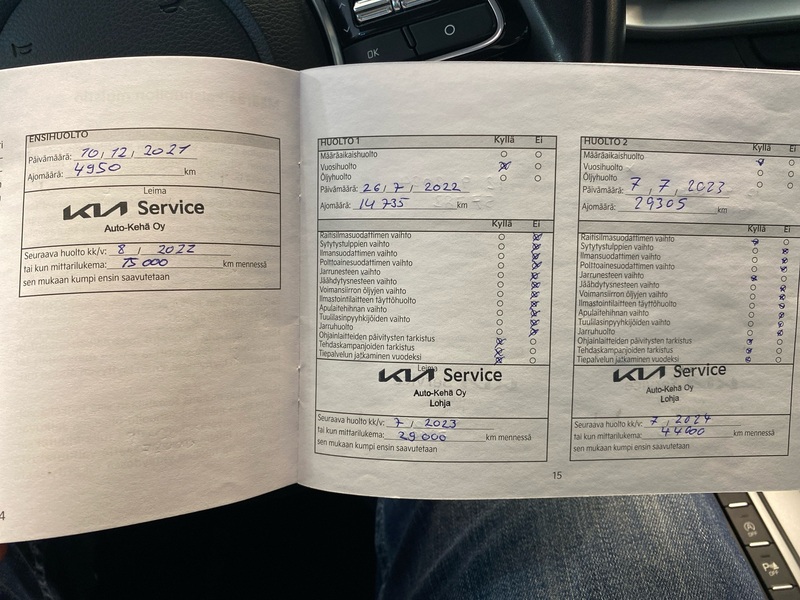 OK
ENSIHUOLTO
Päivämäärä: 10, 12, 2021
Ajomäärä: 4950 km
Leima
KIA Service
Auto-Kehä Oy
Seuraava huolto kk/v: 8 / 2022
tai kun mittarilukema: 15 000 km mennessä
sen mukaan kumpi ensin saavutetaan
4
HUOLTO 1 Kyllä Ei
Määräaikaishuolto
Vuosihuolto
Öljyhuolto
Päivämäärä: 26, 7, 2022
Ajomäärä: 14 735 km
Kyllä Ei
Raitisilmasuodattimen vaihto
Sytytystulppien vaihto
Ilmansuodattimen vaihto
Polttoainesuodattimen vaihto
Jarrunesteen vaihto
Jäähdytysnesteen vaihto
Voimansiirron öljyjen vaihto
Ilmastointilaitteen täyttöhuolto
Apulaitehihnan vaihto
Tuulilasinpyyhkijöiden vaihto
Jarruhuolto
Ohjainlaitteiden päivitysten tarkistus
Tehdaskampanjoiden tarkistus
Tiepalvelun jatkaminen vuodeksi
Leima
KIA Service
Auto-Kehä Oy
Lohja
Seuraava huolto kk/v: 7 / 2023
tai kun mittarilukema: 29 000 km mennessä
sen mukaan kumpi ensin saavutetaan
HUOLTO 2 Kyllä Ei
Määräaikaishuolto
Vuosihuolto
Öljyhuolto
Päivämäärä: 7, 7, 2023
Ajomäärä: 29305 km
Kyllä Ei
Raitisilmasuodattimen vaihto
Sytytystulppien vaihto
Ilmansuodattimen vaihto
Polttoainesuodattimen vaihto
Jarrunesteen vaihto
Jäähdytysnesteen vaihto
Voimansiirron öljyjen vaihto
Ilmastointilaitteen täyttöhuolto
Apulaitehihnan vaihto
Tuulilasinpyyhkijöiden vaihto
Jarruhuolto
Ohjainlaitteiden päivitysten tarkistus
Tehdaskampanjoiden tarkistus
Tiepalvelun jatkaminen vuodeksi
KIA Service
Auto-Kehä Oy
Lohja
Seuraava huolto kk/v: 7 / 2024
tai kun mittarilukema: 44000 km mennessä
sen mukaan kumpi ensin saavutetaan
15
OFF
OFF